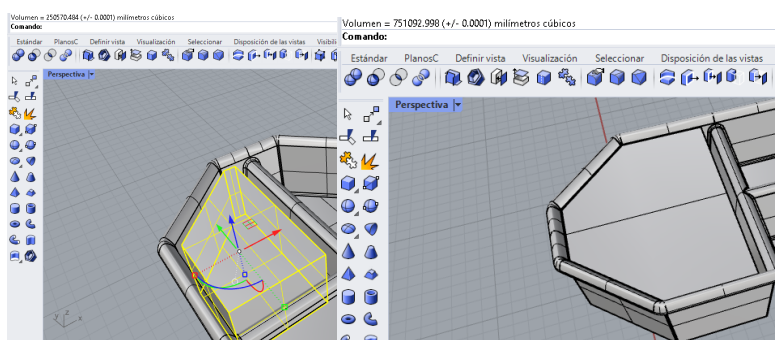 Volumen = 250570.484 (+/- 0.0001) milímetros cúbicos
Comando:
Estándar PlanosC Definir vista Visualización Seleccionar Disposición de las vistas Visibili
Perspectiva
z
y
x
Volumen = 751092.998 (+/- 0.0001) milímetros cúbicos
Comando:
Estándar PlanosC Definir vista Visualización Seleccionar Disposición de las vistas
Perspectiva